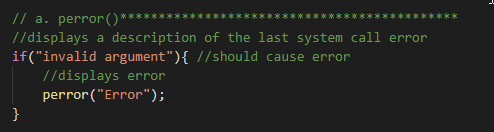 // a. perror()********************************************
//displays a description of the last system call error
if("invalid argument"){ //should cause error
//displays error
perror("Error");
}